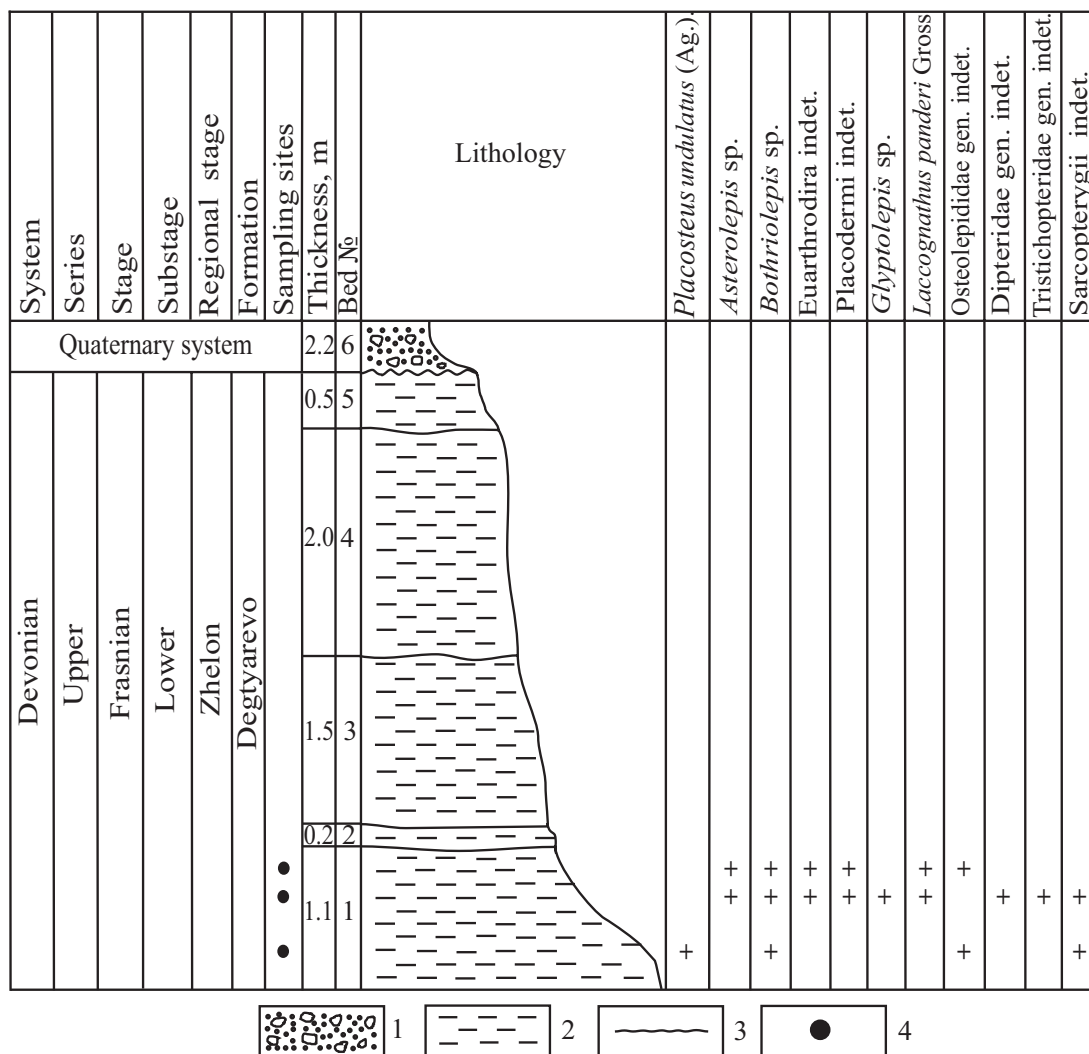 System
Series
Stage
Substage
Regional stage
Formation
Sampling sites
Thickness, m
Bed №
Lithology
Placosteus undulatus (Ag.).
Asterolepis sp.
Bothriolepis sp.
Euarthrodira indet.
Placodermi indet.
Glyptolepis sp.
Laccognathus panderi Gross
Osteolepididae gen. indet.
Dipteridae gen. indet.
Tristichopteridae gen. indet.
Sarcopterygii indet.
Quaternary system
2.2 6
0.5 5
2.0 4
1.5 3
0.2 2
1.1 1
Devonian
Upper
Frasnian
Lower
Zhelon
Degtyarevo
+ + + + + +
+ + + + + + + + +
+ + + +
1
2
3
4